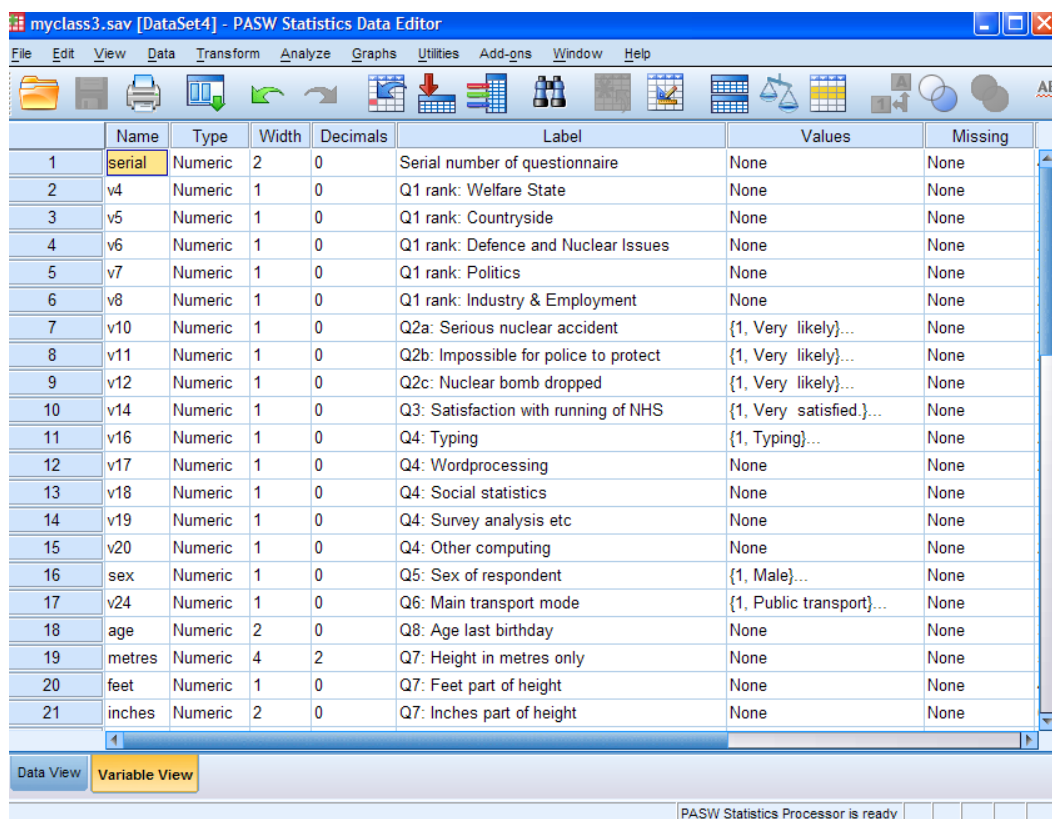 myclass3.sav [DataSet4] - PASW Statistics Data Editor
File Edit View Data Transform Analyze Graphs Utilities Add-ons Window Help
Name Type Width Decimals Label Values Missing
1 serial Numeric 2 0 Serial number of questionnaire None None
2 v4 Numeric 1 0 Q1 rank: Welfare State None None
3 v5 Numeric 1 0 Q1 rank: Countryside None None
4 v6 Numeric 1 0 Q1 rank: Defence and Nuclear Issues None None
5 v7 Numeric 1 0 Q1 rank: Politics None None
6 v8 Numeric 1 0 Q1 rank: Industry & Employment None None
7 v10 Numeric 1 0 Q2a: Serious nuclear accident {1, Very likely}... None
8 v11 Numeric 1 0 Q2b: Impossible for police to protect {1, Very likely}... None
9 v12 Numeric 1 0 Q2c: Nuclear bomb dropped {1, Very likely}... None
10 v14 Numeric 1 0 Q3: Satisfaction with running of NHS {1, Very satisfied.}... None
11 v16 Numeric 1 0 Q4: Typing {1, Typing}... None
12 v17 Numeric 1 0 Q4: Wordprocessing None None
13 v18 Numeric 1 0 Q4: Social statistics None None
14 v19 Numeric 1 0 Q4: Survey analysis etc None None
15 v20 Numeric 1 0 Q4: Other computing None None
16 sex Numeric 1 0 Q5: Sex of respondent {1, Male}... None
17 v24 Numeric 1 0 Q6: Main transport mode {1, Public transport}... None
18 age Numeric 2 0 Q8: Age last birthday None None
19 metres Numeric 4 2 Q7: Height in metres only None None
20 feet Numeric 1 0 Q7: Feet part of height None None
21 inches Numeric 2 0 Q7: Inches part of height None None
Data View Variable View
PASW Statistics Processor is ready